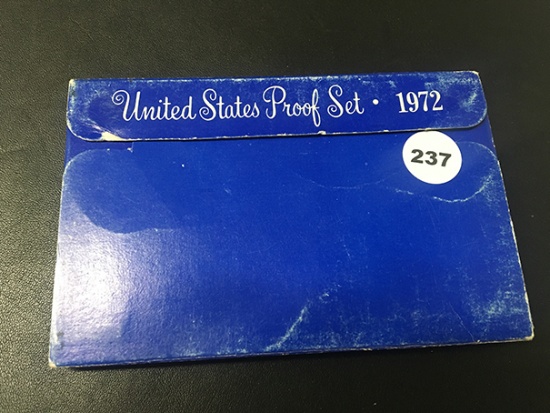 United States Proof Set • 1972
237